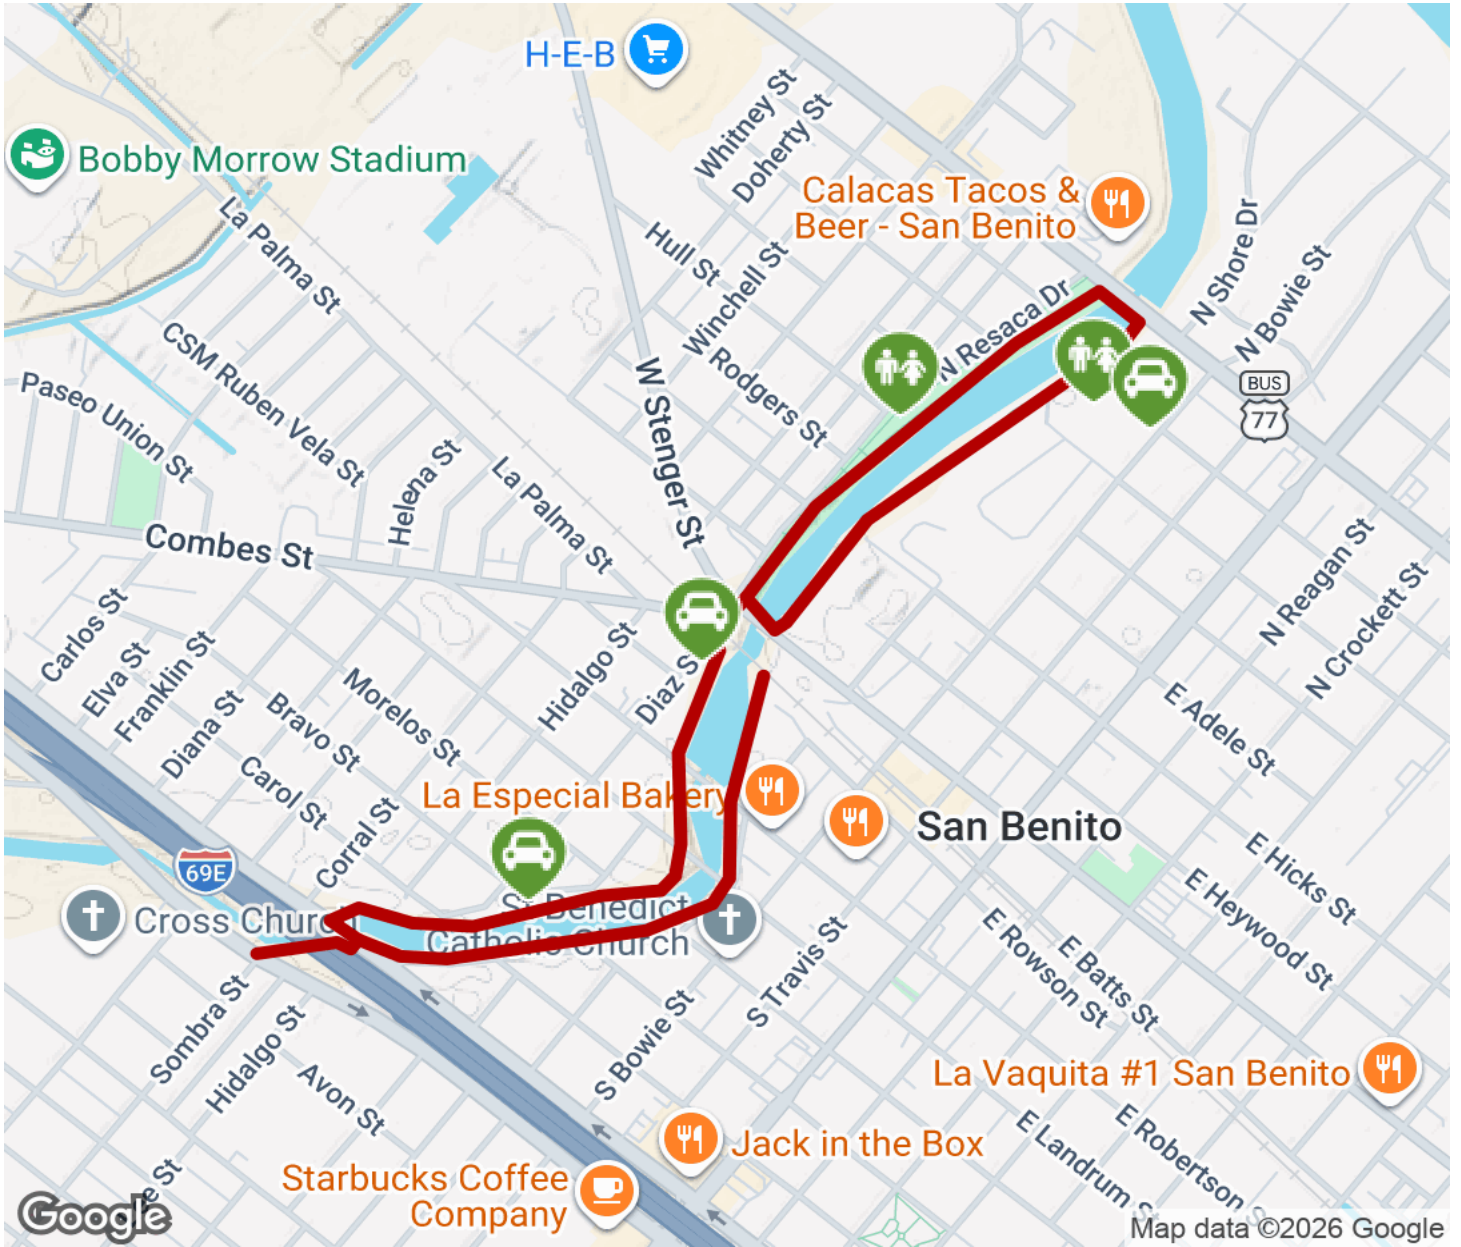 H-E-B
Whitney St
Doherty St
Bobby Morrow Stadium
Calacas Tacos &
Beer - San Benito
La Palma St
Hull St
Winchell St
N Shore Dr
N Bowie St
N Resaca Dr
CSM Ruben Vela St
Paseo Union St
W Stenger St
N Rodgers St
BUS
77
Helena St
La Palma St
Combes St
N Reagan St
N Crockett St
Carlos St
Elva St
Franklin St
Hidalgo St
Diaz S
Diana St
Bravo St
Morelos St
E Adele St
Carol St
La Especial Bakery
San Benito
Corral St
69E
E Hicks St
E Heywood St
Cross Church
St Benedict
Catholic Church
S Travis St
E Rowson St
E Batts St
Sombra St
Hidalgo St
S Bowie St
Avon St
La Vaquita #1 San Benito
E Landrum St
E Robertson S
Jack in the Box
Starbucks Coffee
Company
Google
Map data ©2026 Google